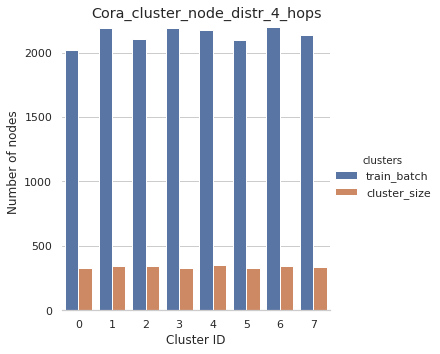 Cora_cluster_node_distr_4_hops
Number of nodes
2000
1500
1000
500
0
0 1 2 3 4 5 6 7
Cluster ID
clusters
train_batch
cluster_size